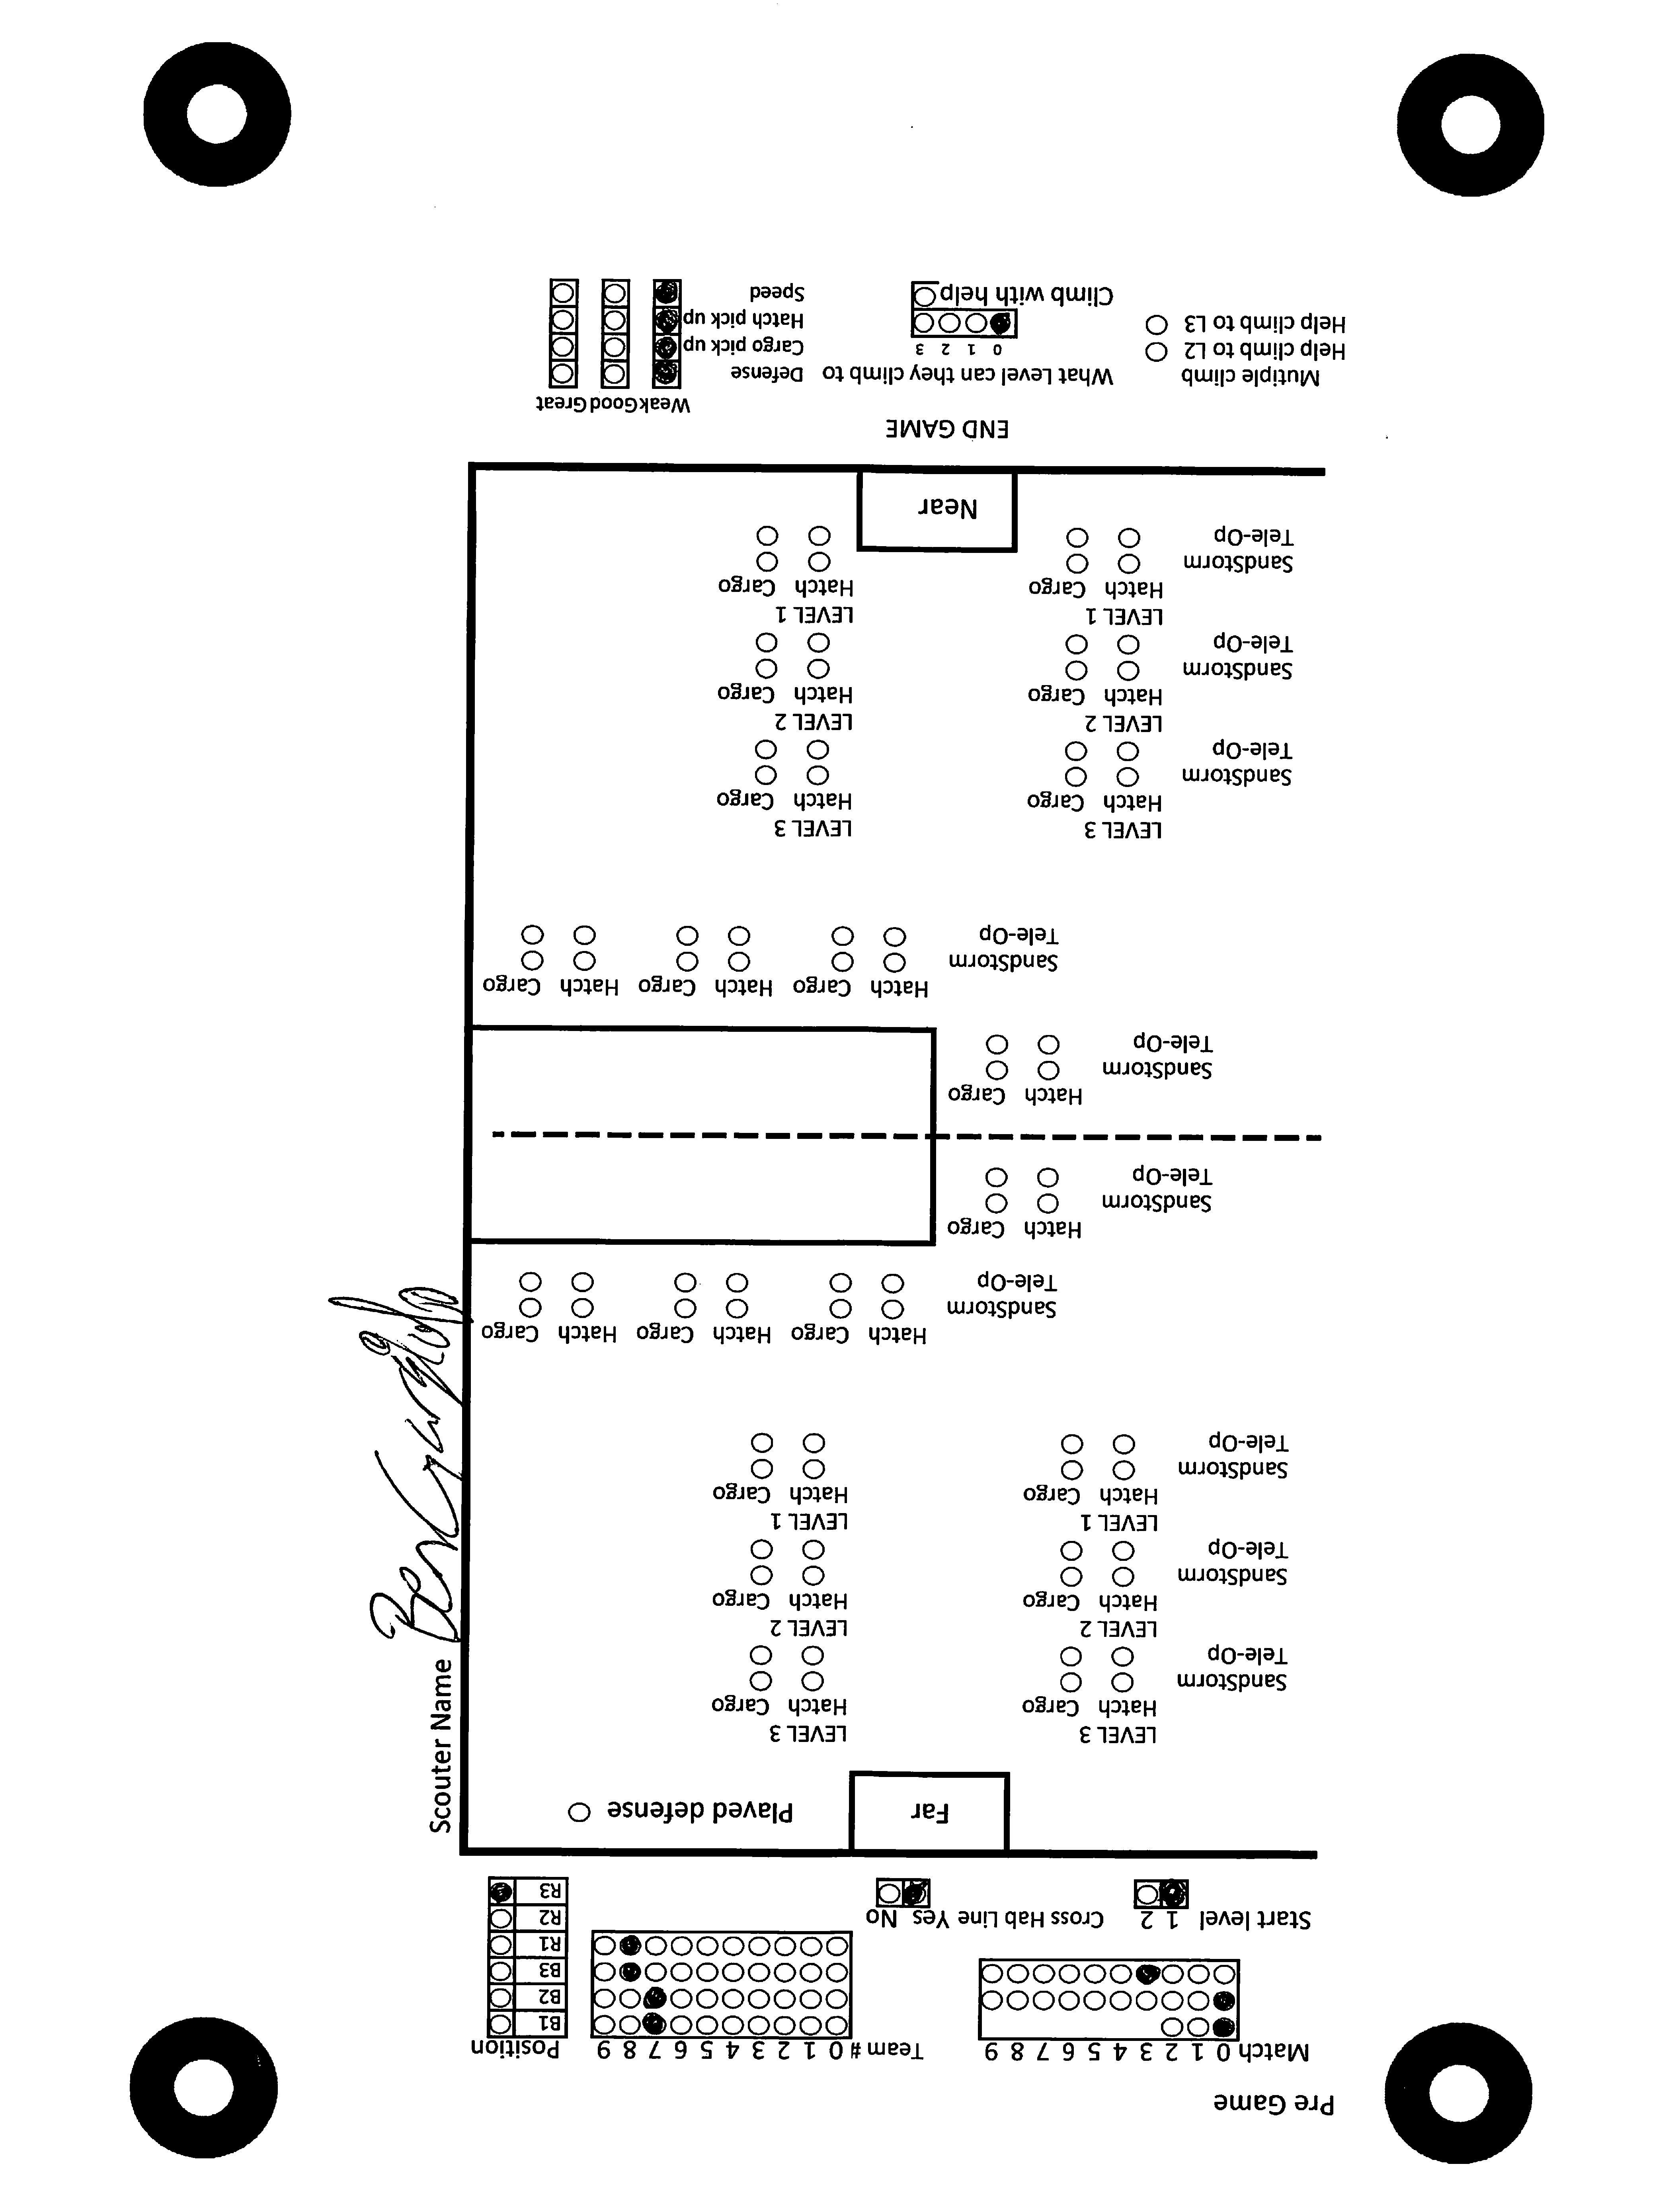 Pre Game
Match 0 1 2 3 4 5 6 7 8 9 Team # 0 1 2 3 4 5 6 7 8 9 Position
B1
B2
B3
R1
R2
R3
Start level 1 2 Cross Hab Line Yes No
Far Played defense
Scouter Name Ben
LEVEL 3 LEVEL 3
Hatch Cargo Hatch Cargo
SandStorm
Tele-Op
LEVEL 2 LEVEL 2
Hatch Cargo Hatch Cargo
SandStorm
Tele-Op
LEVEL 1 LEVEL 1
Hatch Cargo Hatch Cargo
SandStorm
Tele-Op
Hatch Cargo Hatch Cargo Hatch Cargo
SandStorm
Tele-Op
Hatch Cargo
SandStorm
Tele-Op
Hatch Cargo
SandStorm
Tele-Op
Hatch Cargo Hatch Cargo Hatch Cargo
SandStorm
Tele-Op
LEVEL 3 LEVEL 3
Hatch Cargo Hatch Cargo
SandStorm
Tele-Op
LEVEL 2 LEVEL 2
Hatch Cargo Hatch Cargo
SandStorm
Tele-Op
LEVEL 1 LEVEL 1
Hatch Cargo Hatch Cargo
SandStorm
Tele-Op
Near
END GAME
Weak Good Great
Mutiple climb What Level can they climb to Defense
Help climb to L2 0 1 2 3 Cargo pick up
Help climb to L3 Hatch pick up
Climb with help Speed